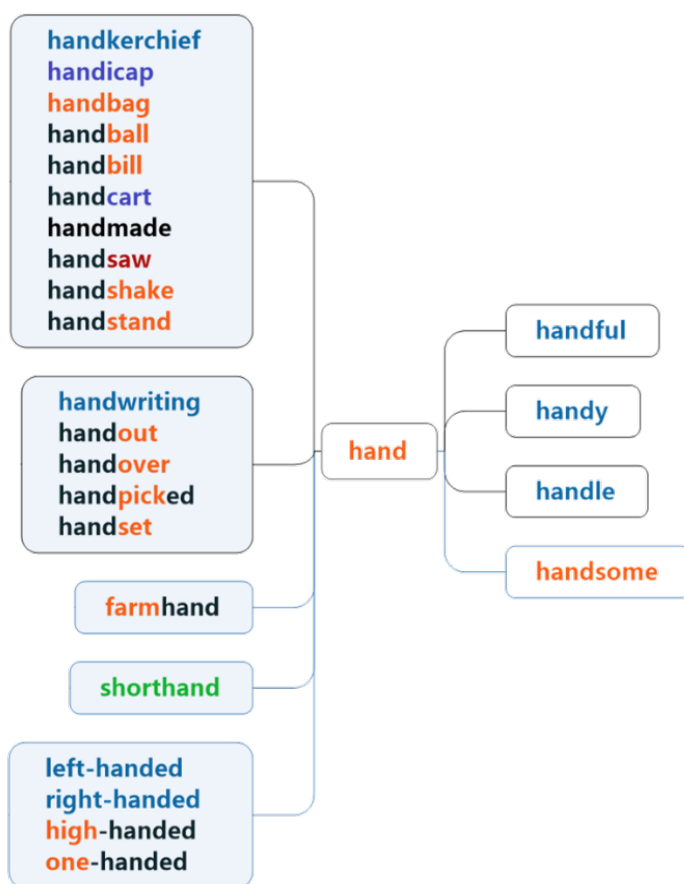 handkerchief
handicap
handbag
handball
handbill
handcart
handmade
handsaw
handshake
handstand
handwriting
handout
handover
handpicked
handset
farmhand
shorthand
left-handed
right-handed
high-handed
one-handed
hand
handful
handy
handle
handsome